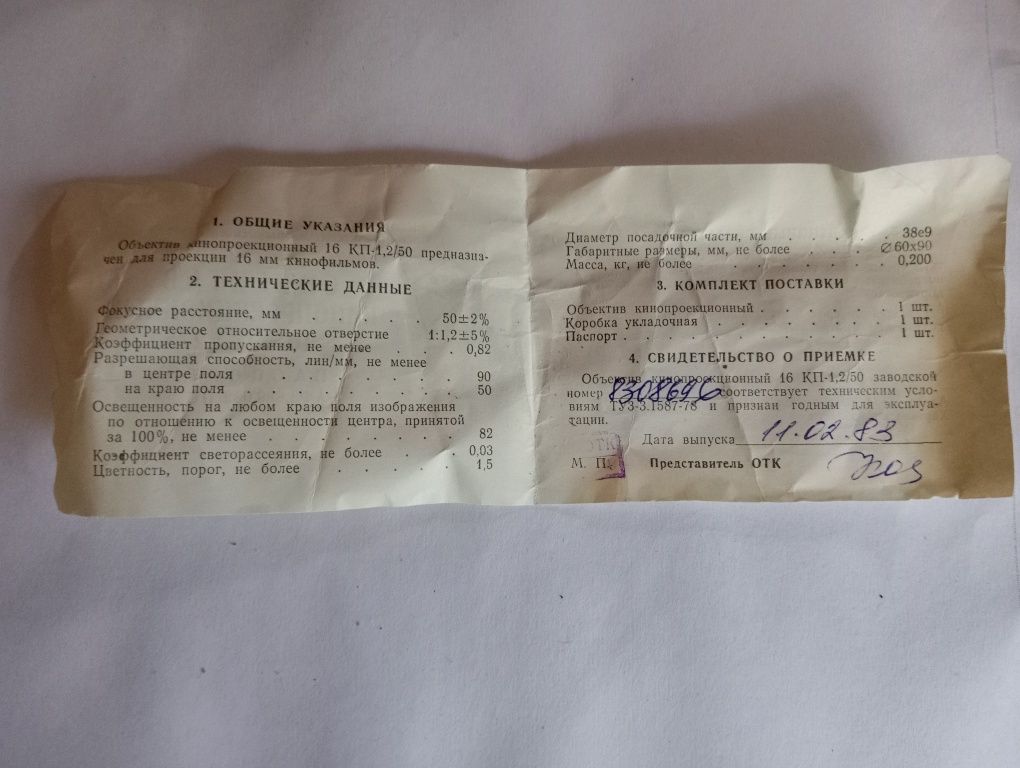 1. ОБЩИЕ УКАЗАНИЯ
Объектив кинопроекционный 16 КП-1,2/50 предназна-
чен для проекции 16 мм кинофильмов.
2. ТЕХНИЧЕСКИЕ ДАННЫЕ
Фокусное расстояние, мм . . . . . 50±2%
Геометрическое относительное отверстие 1:1,2±5%
Коэффициент пропускания, не менее . . . 0,82
Разрешающая способность, лин/мм, не менее
в центре поля . . . . . . . . 90
на краю поля . . . . . . . . 50
Освещенность на любом краю поля изображения
по отношению к освещенности центра, принятой
за 100%, не менее . . . . . . . . 82
Коэффициент светорассеяния, не более . . . 0,03
Цветность, порог, не более . . . . . 1,5
Диаметр посадочной части, мм . . . . 38е9
Габаритные размеры, мм, не более . . . ∅60х90
Масса, кг, не более . . . . . . . 0,200
3. КОМПЛЕКТ ПОСТАВКИ
Объектив кинопроекционный . . . . . 1 шт.
Коробка укладочная . . . . . . . 1 шт.
Паспорт . . . . . . . . . . 1 шт.
4. СВИДЕТЕЛЬСТВО О ПРИЕМКЕ
Объектив кинопроекционный 16 КП-1,2/50 заводской
номер соответствует техническим усло-
виям ТУ3-3.1587-78 и признан годным для эксплуа-
тации.
Дата выпуска 11.02.83
М. П. Представитель ОТК